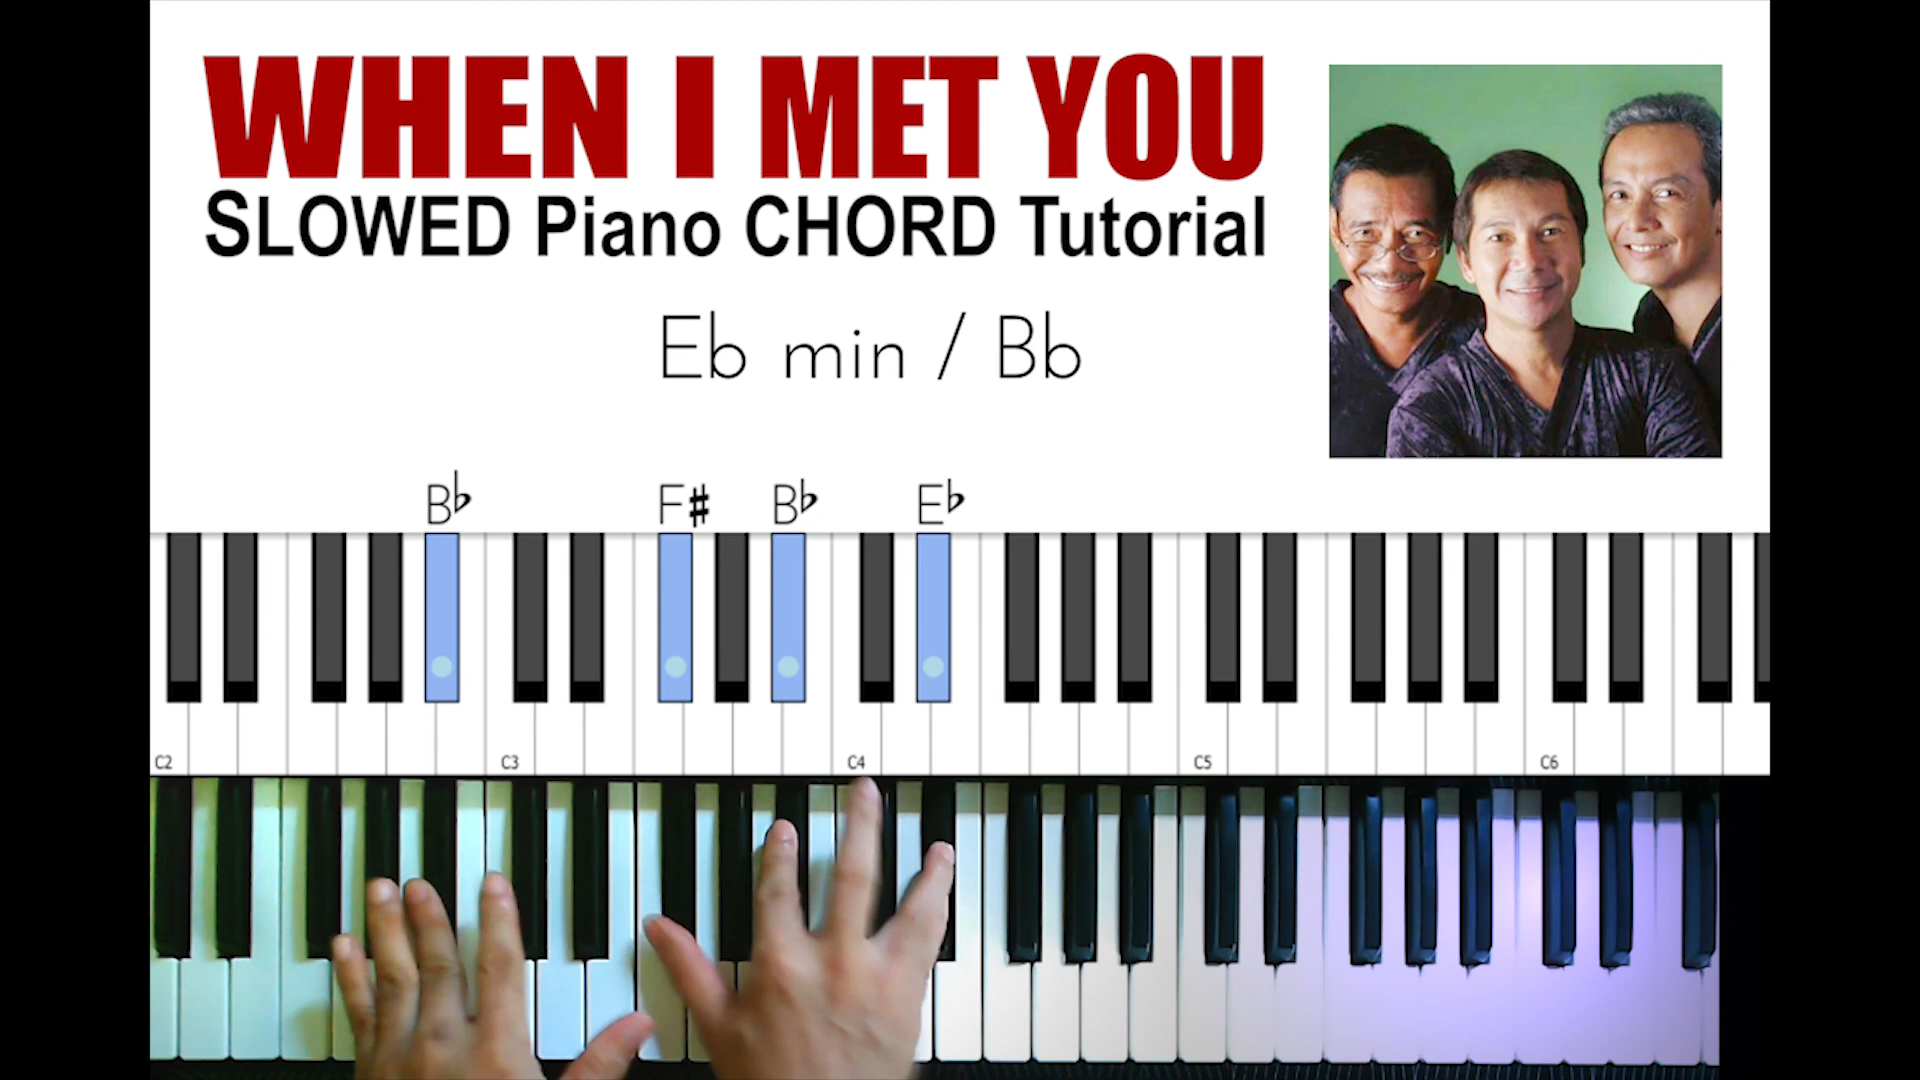 WHEN I MET YOU
SLOWED Piano CHORD Tutorial
Eb min / Bb
B♭ F♯ B♭ E♭
C2 C3 C4 C5 C6